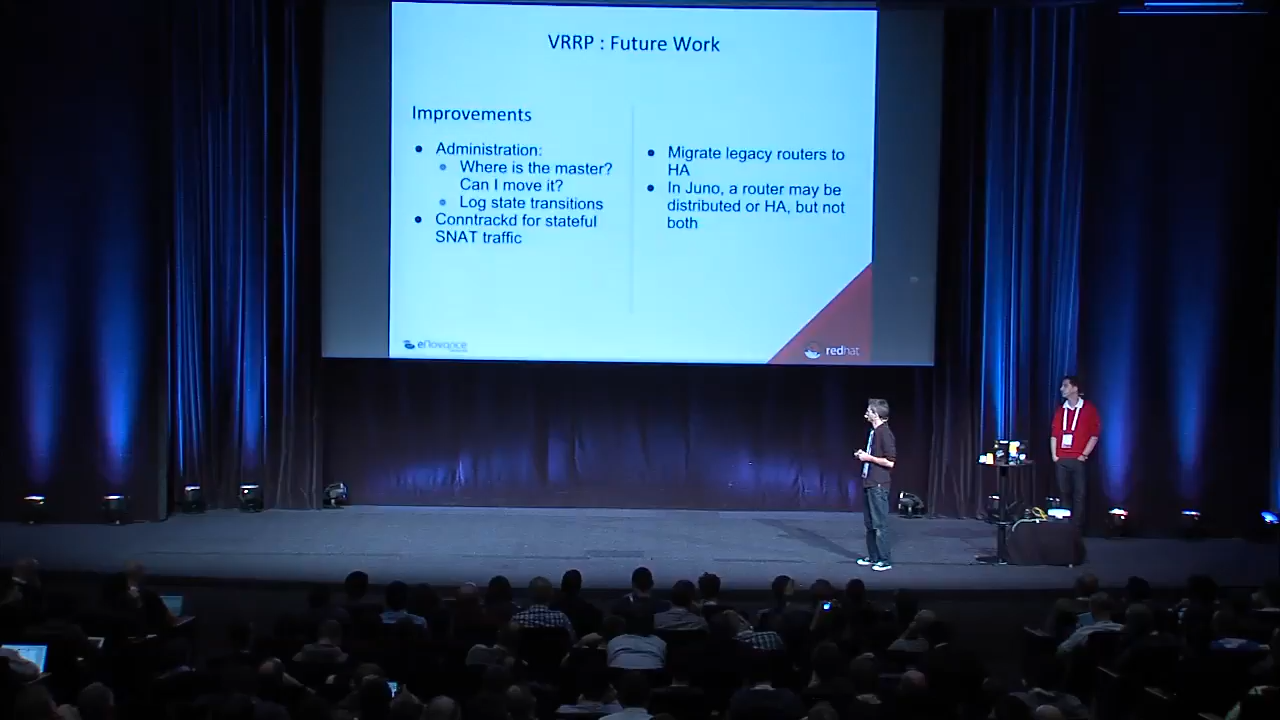 VRRP : Future Work
Improvements
● Administration:
Where is the master?
Can I move it?
Log state transitions
● Conntrackd for stateful
SNAT traffic
● Migrate legacy routers to
HA
● In Juno, a router may be
distributed or HA, but not
both
eNovance
redhat